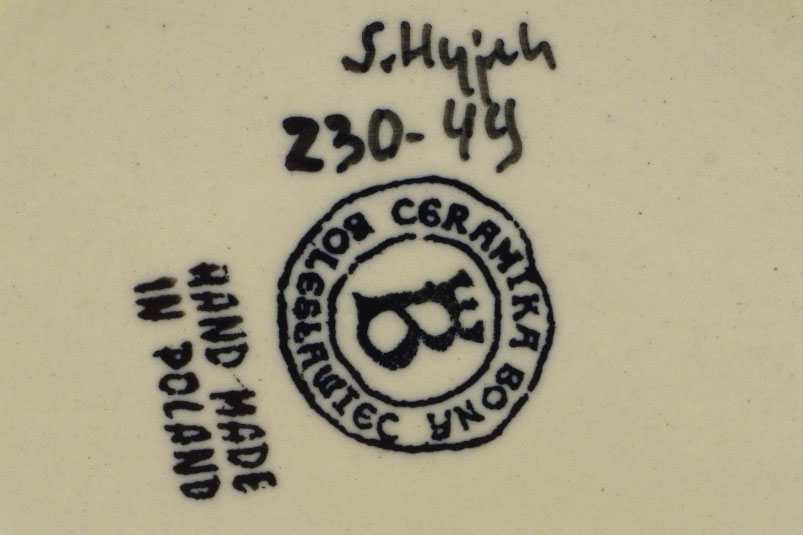 S. Hyjek
230-44
CERAMIKA BONA
BOLESŁAWIEC
B
HAND MADE
IN POLAND